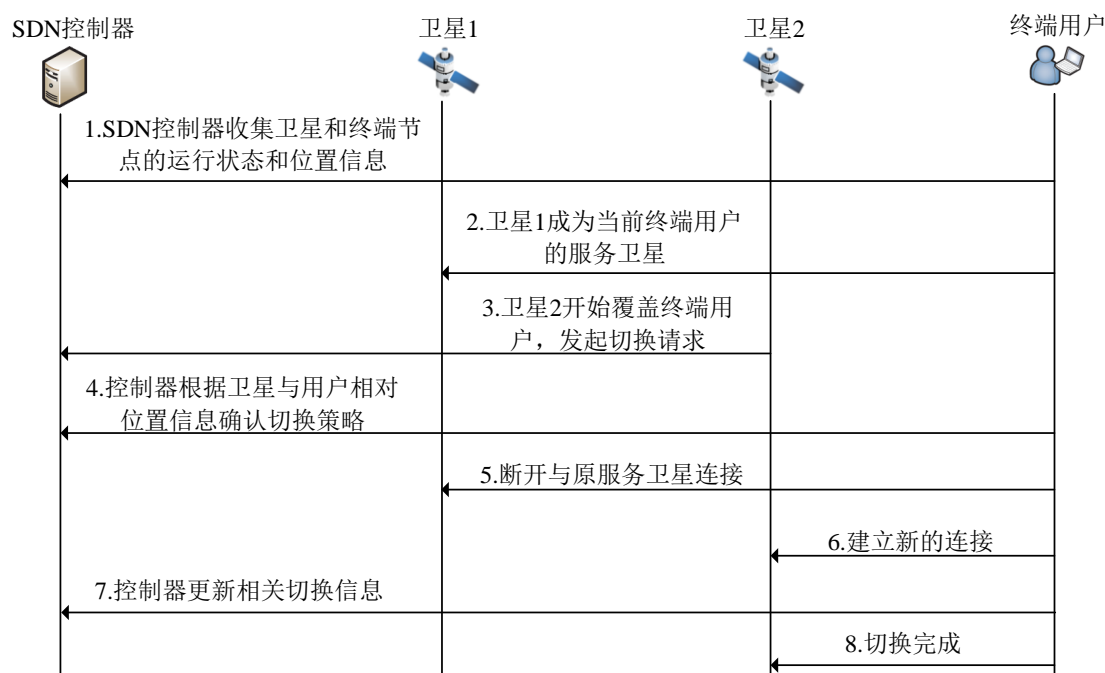 SDN控制器
卫星1
卫星2
终端用户
1.SDN控制器收集卫星和终端节
点的运行状态和位置信息
2.卫星1成为当前终端用户
的服务卫星
3.卫星2开始覆盖终端用
户，发起切换请求
4.控制器根据卫星与用户相对
位置信息确认切换策略
5.断开与原服务卫星连接
6.建立新的连接
7.控制器更新相关切换信息
8.切换完成